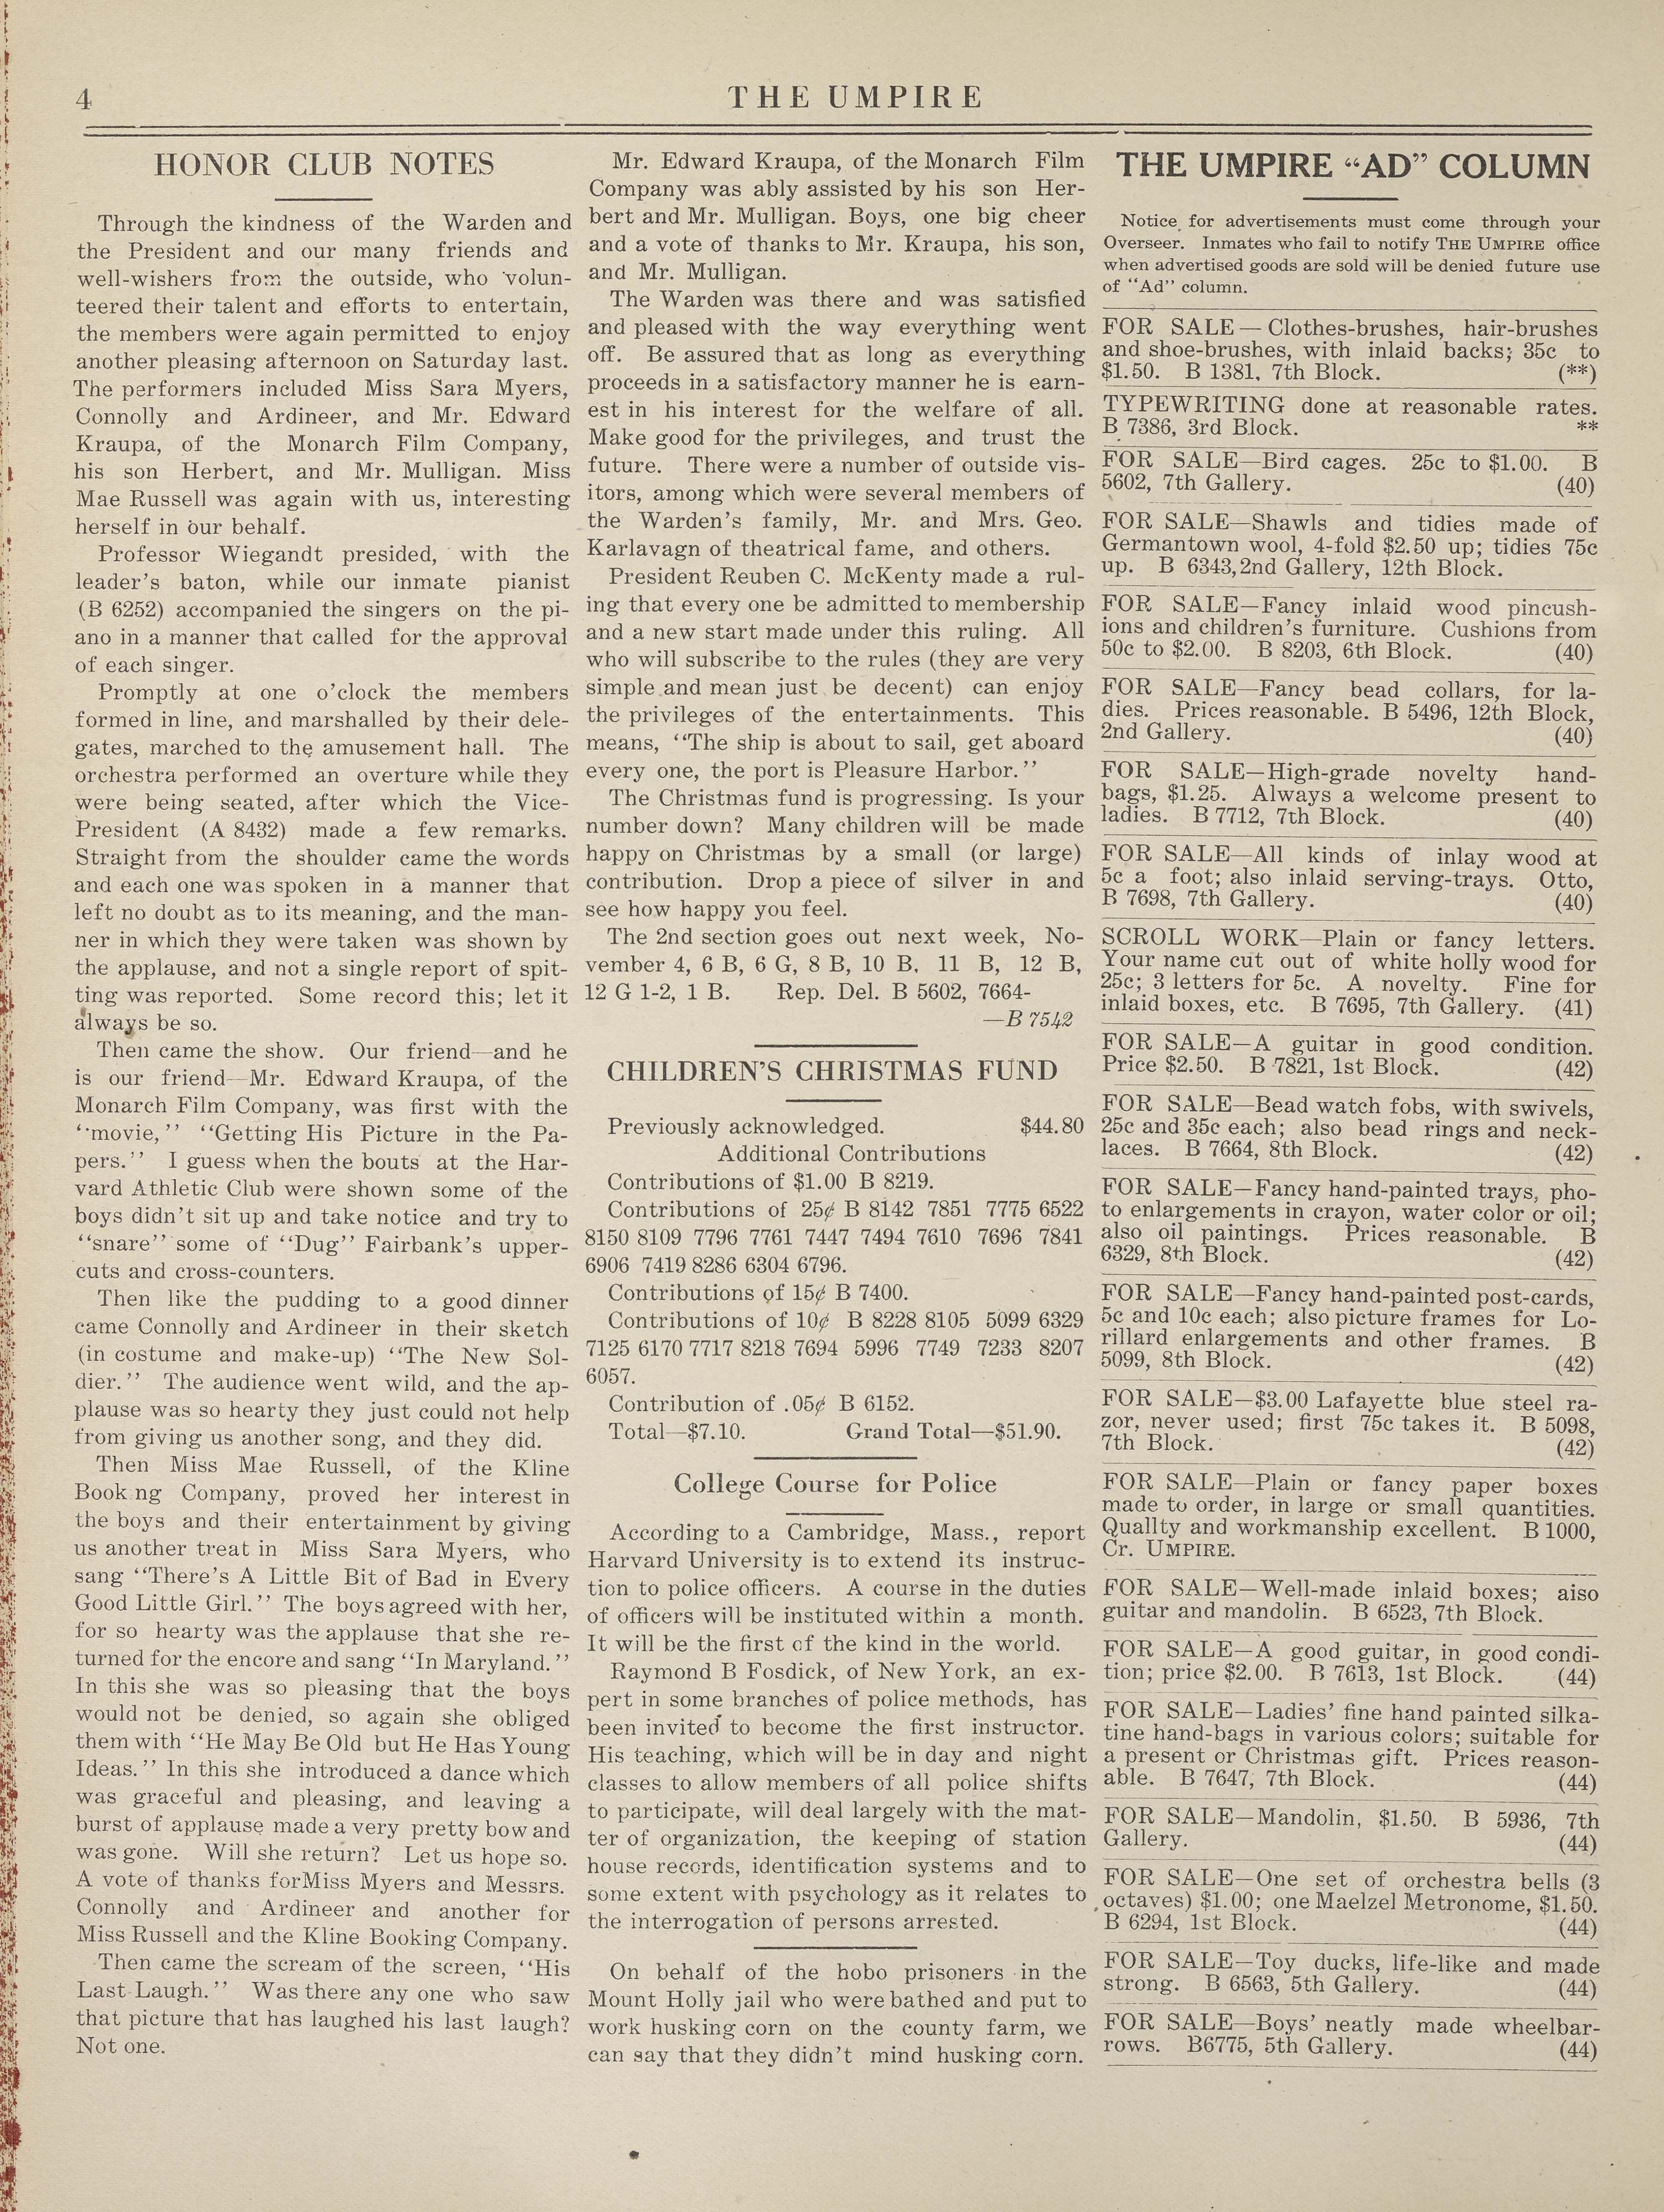 4
THE UMPIRE
HONOR CLUB NOTES
Through the kindness of the Warden and
the President and our many friends and
well-wishers from the outside, who volun-
teered their talent and efforts to entertain,
the members were again permitted to enjoy
another pleasing afternoon on Saturday last.
The performers included Miss Sara Myers,
Connolly and Ardineer, and Mr. Edward
Kraupa, of the Monarch Film Company,
his son Herbert, and Mr. Mulligan. Miss
Mae Russell was again with us, interesting
herself in our behalf.
Professor Wiegandt presided, with the
leader's baton, while our inmate pianist
(B 6252) accompanied the singers on the pi-
ano in a manner that called for the approval
of each singer.
Promptly at one o'clock the members
formed in line, and marshalled by their dele-
gates, marched to the amusement hall. The
orchestra performed an overture while they
were being seated, after which the Vice-
President (A 8432) made a few remarks.
Straight from the shoulder came the words
and each one was spoken in a manner that
left no doubt as to its meaning, and the man-
ner in which they were taken was shown by
the applause, and not a single report of spit-
ting was reported. Some record this; let it
always be so.
Then came the show. Our friend—and he
is our friend—Mr. Edward Kraupa, of the
Monarch Film Company, was first with the
"movie," "Getting His Picture in the Pa-
pers." I guess when the bouts at the Har-
vard Athletic Club were shown some of the
boys didn't sit up and take notice and try to
"snare" some of "Dug" Fairbank's upper-
cuts and cross-counters.
Then like the pudding to a good dinner
came Connolly and Ardineer in their sketch
(in costume and make-up) "The New Sol-
dier." The audience went wild, and the ap-
plause was so hearty they just could not help
from giving us another song, and they did.
Then Miss Mae Russell, of the Kline
Book ng Company, proved her interest in
the boys and their entertainment by giving
us another treat in Miss Sara Myers, who
sang "There's A Little Bit of Bad in Every
Good Little Girl." The boys agreed with her,
for so hearty was the applause that she re-
turned for the encore and sang "In Maryland."
In this she was so pleasing that the boys
would not be denied, so again she obliged
them with "He May Be Old but He Has Young
Ideas." In this she introduced a dance which
was graceful and pleasing, and leaving a
burst of applause made a very pretty bow and
was gone. Will she return? Let us hope so.
A vote of thanks forMiss Myers and Messrs.
Connolly and Ardineer and another for
Miss Russell and the Kline Booking Company.
Then came the scream of the screen, "His
Last Laugh." Was there any one who saw
that picture that has laughed his last laugh?
Not one.
Mr. Edward Kraupa, of the Monarch Film
Company was ably assisted by his son Her-
bert and Mr. Mulligan. Boys, one big cheer
and a vote of thanks to Mr. Kraupa, his son,
and Mr. Mulligan.
The Warden was there and was satisfied
and pleased with the way everything went
off. Be assured that as long as everything
proceeds in a satisfactory manner he is earn-
est in his interest for the welfare of all.
Make good for the privileges, and trust the
future. There were a number of outside vis-
itors, among which were several members of
the Warden's family, Mr. and Mrs. Geo.
Karlavagn of theatrical fame, and others.
President Reuben C. McKenty made a rul-
ing that every one be admitted to membership
and a new start made under this ruling. All
who will subscribe to the rules (they are very
simple and mean just be decent) can enjoy
the privileges of the entertainments. This
means, "The ship is about to sail, get aboard
every one, the port is Pleasure Harbor."
The Christmas fund is progressing. Is your
number down? Many children will be made
happy on Christmas by a small (or large)
contribution. Drop a piece of silver in and
see how happy you feel.
The 2nd section goes out next week, No-
vember 4, 6 B, 6 G, 8 B, 10 B, 11 B, 12 B,
12 G 1-2, 1 B. Rep. Del. B 5602, 7664-
—B 7542
CHILDREN'S CHRISTMAS FUND
Previously acknowledged. $44.80
Additional Contributions
Contributions of $1.00 B 8219.
Contributions of 25¢ B 8142 7851 7775 6522
8150 8109 7796 7761 7447 7494 7610 7696 7841
6906 7419 8286 6304 6796.
Contributions of 15¢ B 7400.
Contributions of 10¢ B 8228 8105 5099 6329
7125 6170 7717 8218 7694 5996 7749 7233 8207
6057.
Contribution of .05¢ B 6152.
Total—$7.10. Grand Total—$51.90.
College Course for Police
According to a Cambridge, Mass., report
Harvard University is to extend its instruc-
tion to police officers. A course in the duties
of officers will be instituted within a month.
It will be the first of the kind in the world.
Raymond B Fosdick, of New York, an ex-
pert in some branches of police methods, has
been invited to become the first instructor.
His teaching, which will be in day and night
classes to allow members of all police shifts
to participate, will deal largely with the mat-
ter of organization, the keeping of station
house records, identification systems and to
some extent with psychology as it relates to
the interrogation of persons arrested.
On behalf of the hobo prisoners in the
Mount Holly jail who were bathed and put to
work husking corn on the county farm, we
can say that they didn't mind husking corn.
THE UMPIRE "AD" COLUMN
Notice for advertisements must come through your
Overseer. Inmates who fail to notify THE UMPIRE office
when advertised goods are sold will be denied future use
of "Ad" column.
FOR SALE—Clothes-brushes, hair-brushes
and shoe-brushes, with inlaid backs; 35c to
$1.50. B 1381, 7th Block. (**)
TYPEWRITING done at reasonable rates.
B 7386, 3rd Block. **
FOR SALE—Bird cages. 25c to $1.00. B
5602, 7th Gallery. (40)
FOR SALE—Shawls and tidies made of
Germantown wool, 4-fold $2.50 up; tidies 75c
up. B 6343, 2nd Gallery, 12th Block.
FOR SALE—Fancy inlaid wood pincush-
ions and children's furniture. Cushions from
50c to $2.00. B 8203, 6th Block. (40)
FOR SALE—Fancy bead collars, for la-
dies. Prices reasonable. B 5496, 12th Block,
2nd Gallery. (40)
FOR SALE—High-grade novelty hand-
bags, $1.25. Always a welcome present to
ladies. B 7712, 7th Block. (40)
FOR SALE—All kinds of inlay wood at
5c a foot; also inlaid serving-trays. Otto,
B 7698, 7th Gallery. (40)
SCROLL WORK—Plain or fancy letters.
Your name cut out of white holly wood for
25c; 3 letters for 5c. A novelty. Fine for
inlaid boxes, etc. B 7695, 7th Gallery. (41)
FOR SALE—A guitar in good condition.
Price $2.50. B 7821, 1st Block. (42)
FOR SALE—Bead watch fobs, with swivels,
25c and 35c each; also bead rings and neck-
laces. B 7664, 8th Block. (42)
FOR SALE—Fancy hand-painted trays, pho-
to enlargements in crayon, water color or oil;
also oil paintings. Prices reasonable. B
6329, 8th Block. (42)
FOR SALE—Fancy hand-painted post-cards,
5c and 10c each; also picture frames for Lo-
rillard enlargements and other frames. B
5099, 8th Block. (42)
FOR SALE—$3.00 Lafayette blue steel ra-
zor, never used; first 75c takes it. B 5098,
7th Block. (42)
FOR SALE—Plain or fancy paper boxes
made to order, in large or small quantities.
Quallty and workmanship excellent. B 1000,
Cr. UMPIRE.
FOR SALE—Well-made inlaid boxes; aiso
guitar and mandolin. B 6523, 7th Block.
FOR SALE—A good guitar, in good condi-
tion; price $2.00. B 7613, 1st Block. (44)
FOR SALE—Ladies' fine hand painted silka-
tine hand-bags in various colors; suitable for
a present or Christmas gift. Prices reason-
able. B 7647, 7th Block. (44)
FOR SALE—Mandolin, $1.50. B 5936, 7th
Gallery. (44)
FOR SALE—One set of orchestra bells (3
octaves) $1.00; one Maelzel Metronome, $1.50.
B 6294, 1st Block. (44)
FOR SALE—Toy ducks, life-like and made
strong. B 6563, 5th Gallery. (44)
FOR SALE—Boys' neatly made wheelbar-
rows. B6775, 5th Gallery. (44)